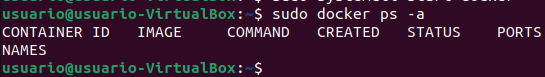 usuario@usuario-VirtualBox:~$ sudo docker ps -a
CONTAINER ID   IMAGE     COMMAND   CREATED   STATUS    PORTS
NAMES
usuario@usuario-VirtualBox:~$